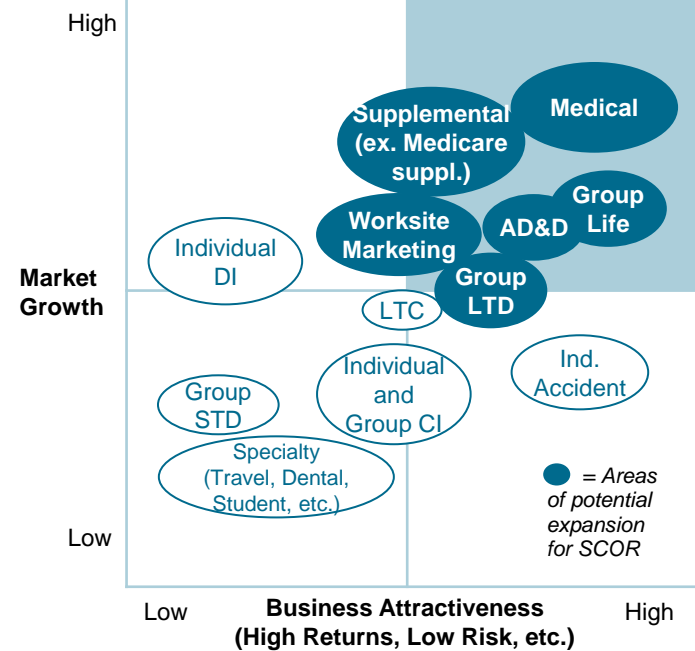 High
Supplemental
(ex. Medicare
suppl.)
Medical
Worksite
Marketing
AD&D
Group
Life
Individual
DI
Group
LTD
Market
Growth
LTC
Individual
and
Group CI
Ind.
Accident
Group
STD
Specialty
(Travel, Dental,
Student, etc.)
= Areas
of potential
expansion
for SCOR
Low
Low
Business Attractiveness
(High Returns, Low Risk, etc.)
High